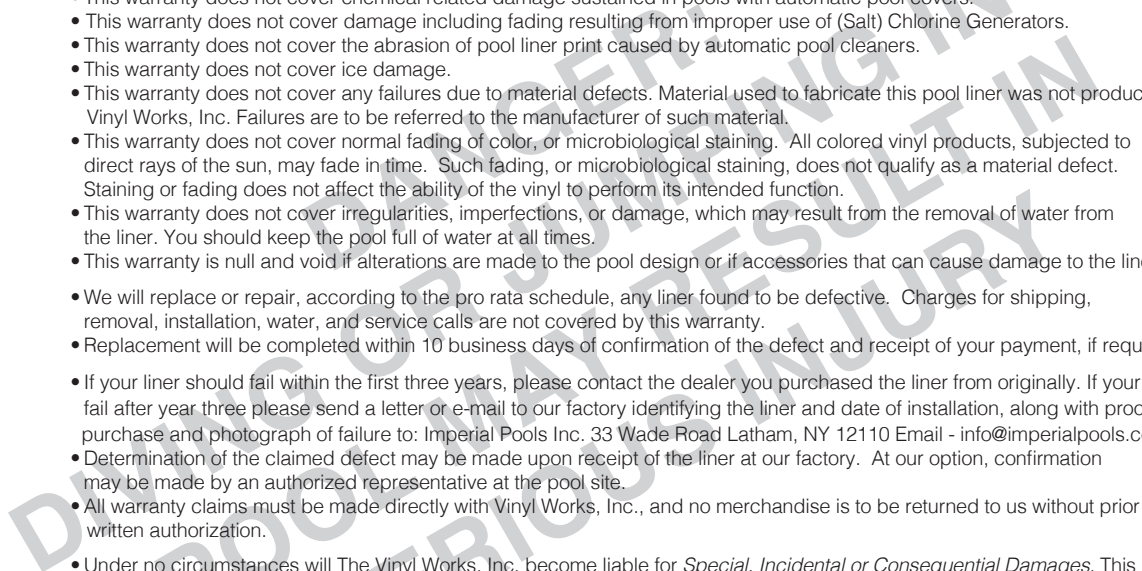 • This warranty does not cover chemical related damage sustained in pools with automatic pool covers.
• This warranty does not cover damage including fading resulting from improper use of (Salt) Chlorine Generators.
• This warranty does not cover the abrasion of pool liner print caused by automatic pool cleaners.
• This warranty does not cover ice damage.
• This warranty does not cover any failures due to material defects. Material used to fabricate this pool liner was not produc
Vinyl Works, Inc. Failures are to be referred to the manufacturer of such material.
• This warranty does not cover normal fading of color, or microbiological staining. All colored vinyl products, subjected to
direct rays of the sun, may fade in time. Such fading, or microbiological staining, does not qualify as a material defect.
Staining or fading does not affect the ability of the vinyl to perform its intended function.
• This warranty does not cover irregularities, imperfections, or damage, which may result from the removal of water from
the liner. You should keep the pool full of water at all times.
• This warranty is null and void if alterations are made to the pool design or if accessories that can cause damage to the lin
• We will replace or repair, according to the pro rata schedule, any liner found to be defective. Charges for shipping,
removal, installation, water, and service calls are not covered by this warranty.
• Replacement will be completed within 10 business days of confirmation of the defect and receipt of your payment, if requ
• If your liner should fail within the first three years, please contact the dealer you purchased the liner from originally. If your
fail after year three please send a letter or e-mail to our factory identifying the liner and date of installation, along with proo
purchase and photograph of failure to: Imperial Pools Inc. 33 Wade Road Latham, NY 12110 Email - info@imperialpools.c
• Determination of the claimed defect may be made upon receipt of the liner at our factory. At our option, confirmation
may be made by an authorized representative at the pool site.
• All warranty claims must be made directly with Vinyl Works, Inc., and no merchandise is to be returned to us without prior
written authorization.
• Under no circumstances will The Vinyl Works, Inc. become liable for Special, Incidental or Consequential Damages. This
DANGER.
DIVING OR JUMPING IN
POOL MAY RESULT IN
SERIOUS INJURY